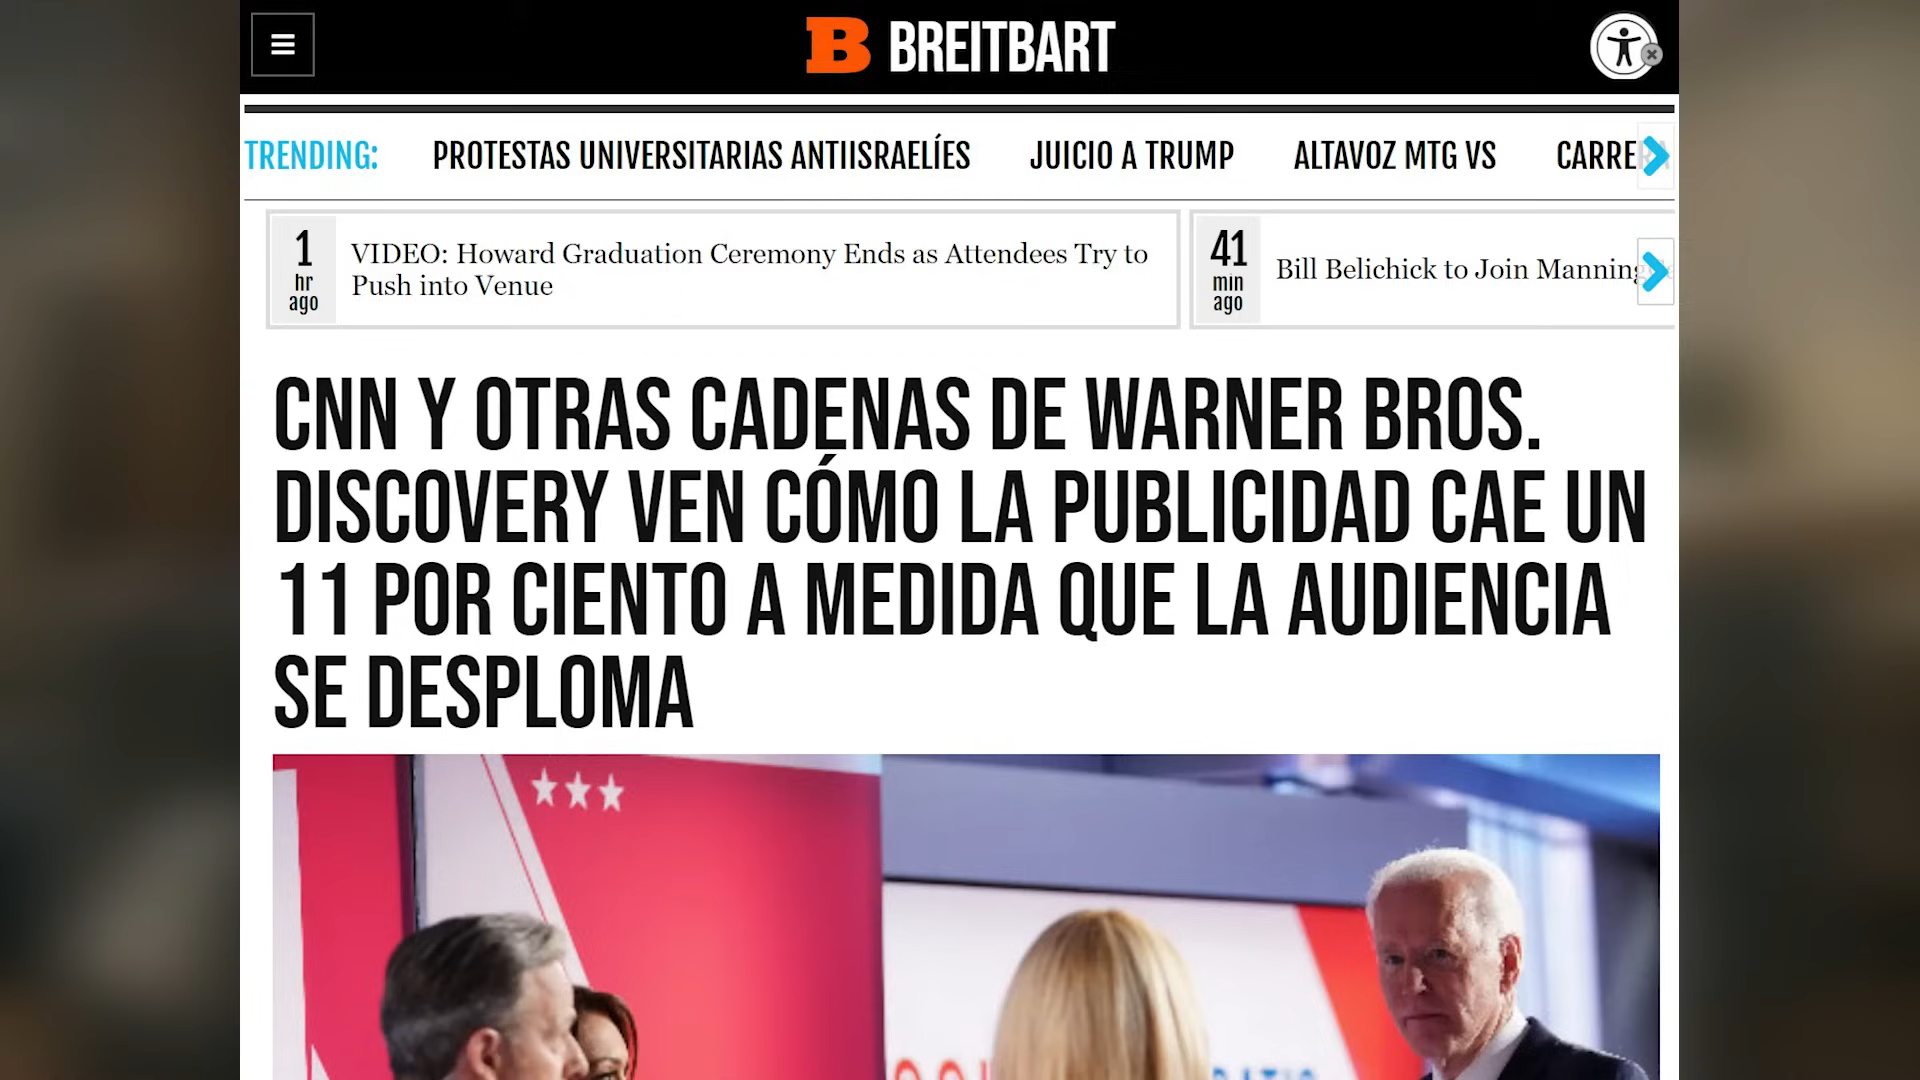 B BREITBART
TRENDING: PROTESTAS UNIVERSITARIAS ANTIISRAELÍES JUICIO A TRUMP ALTAVOZ MTG VS
1 hr ago
VIDEO: Howard Graduation Ceremony Ends as Attendees Try to
Push into Venue
41 min ago
Bill Belichick to Join Manning
CNN Y OTRAS CADENAS DE WARNER BROS.
DISCOVERY VEN CÓMO LA PUBLICIDAD CAE UN
11 POR CIENTO A MEDIDA QUE LA AUDIENCIA
SE DESPLOMA